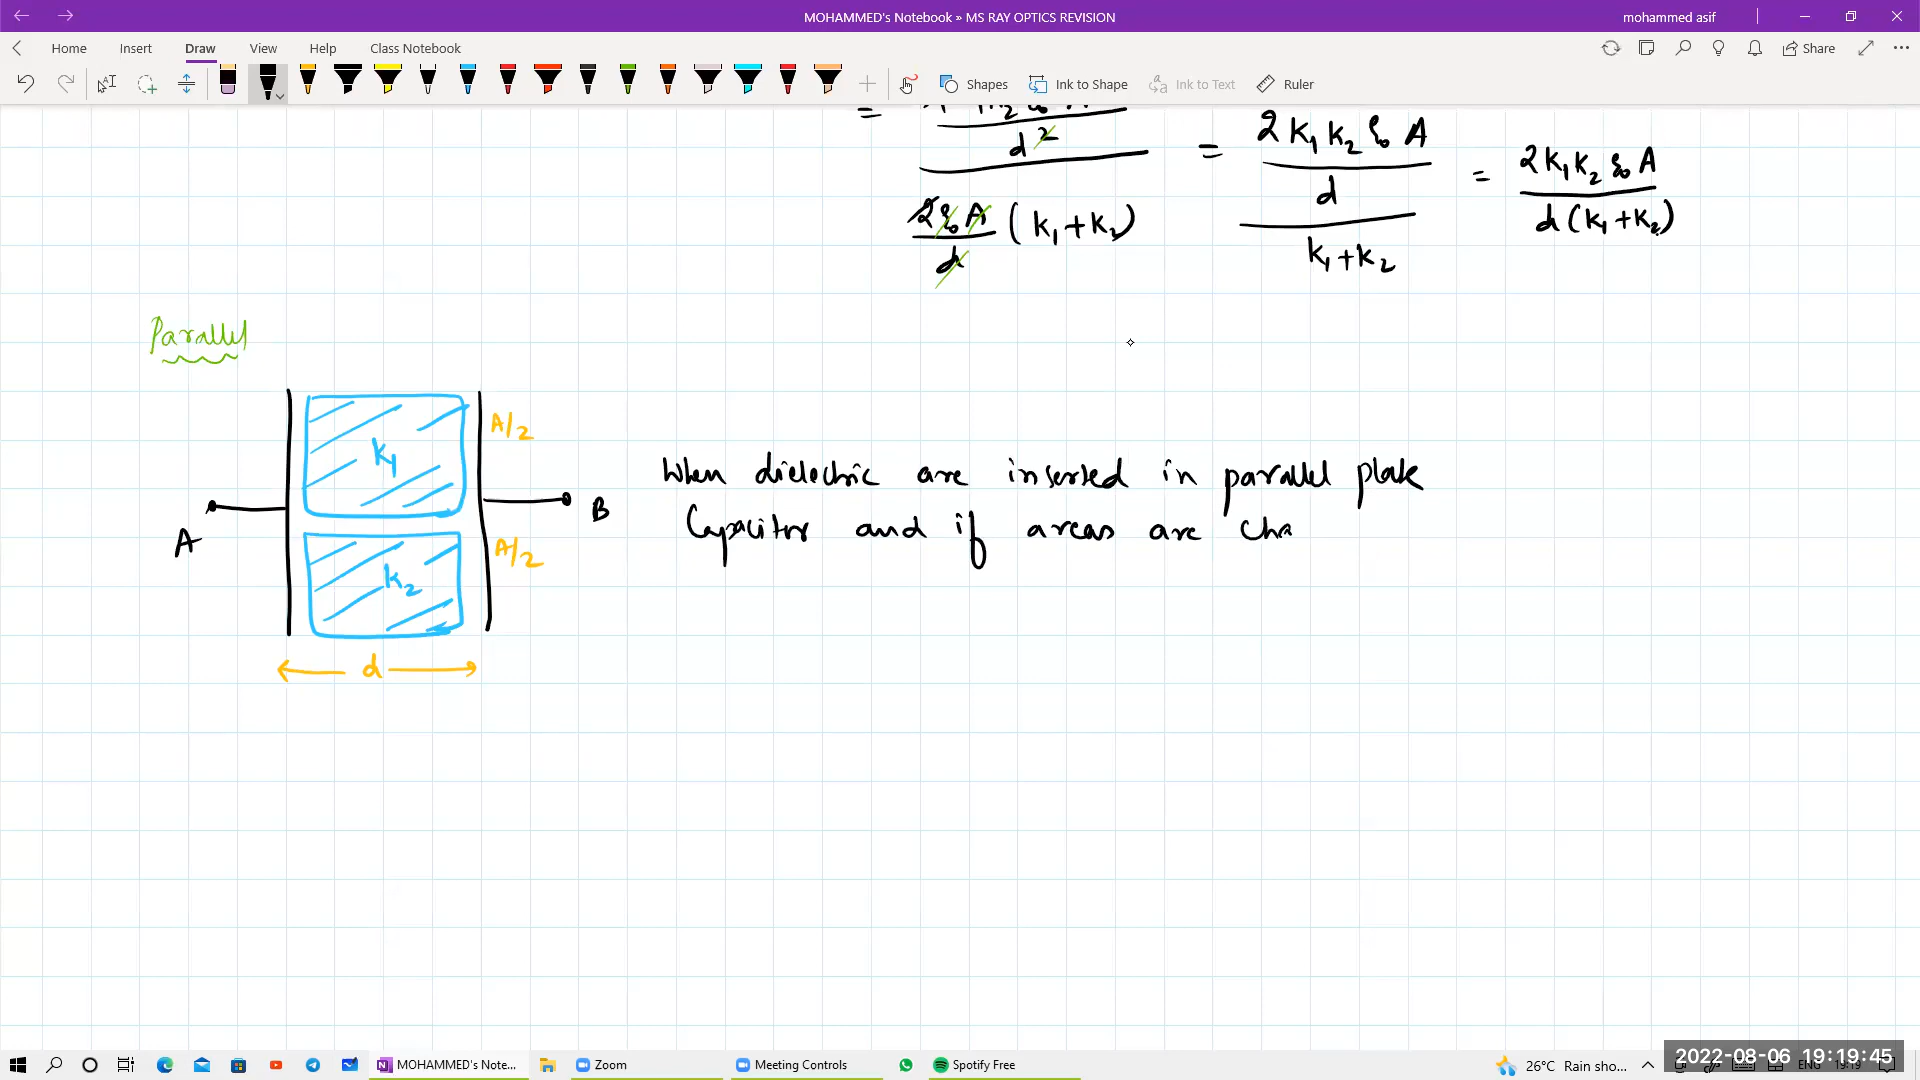 MOHAMMED's Notebook » MS RAY OPTICS REVISION
mohammed asif
Home Insert Draw View Help Class Notebook
Share
Shapes Ink to Shape Ink to Text Ruler
=
d²
2ε₀A
d
(K₁+K₂)
=
2K₁K₂ε₀A
d
K₁+K₂
=
2K₁K₂ε₀A
d(K₁+K₂)
Parallel
K₁
A/2
A
B
K₂
A/2
d
When dielectric are inserted in parallel plate
Capacitor and if areas are cha
MOHAMMED's Note...
Zoom
Meeting Controls
Spotify Free
26°C Rain sho...
2022-08-06 19:19:45